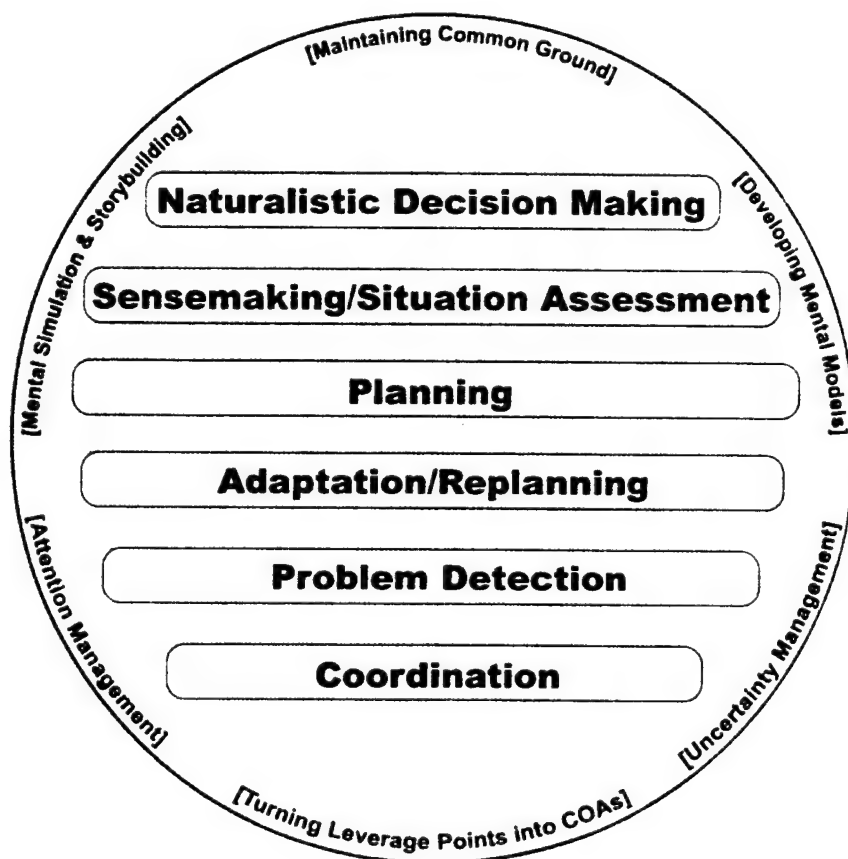 [Maintaining Common Ground]
[Mental Simulation & Storybuilding]
[Developing Mental Models]
Naturalistic Decision Making
Sensemaking/Situation Assessment
Planning
Adaptation/Replanning
Problem Detection
Coordination
[Attention Management]
[Uncertainty Management]
[Turning Leverage Points into COAs]